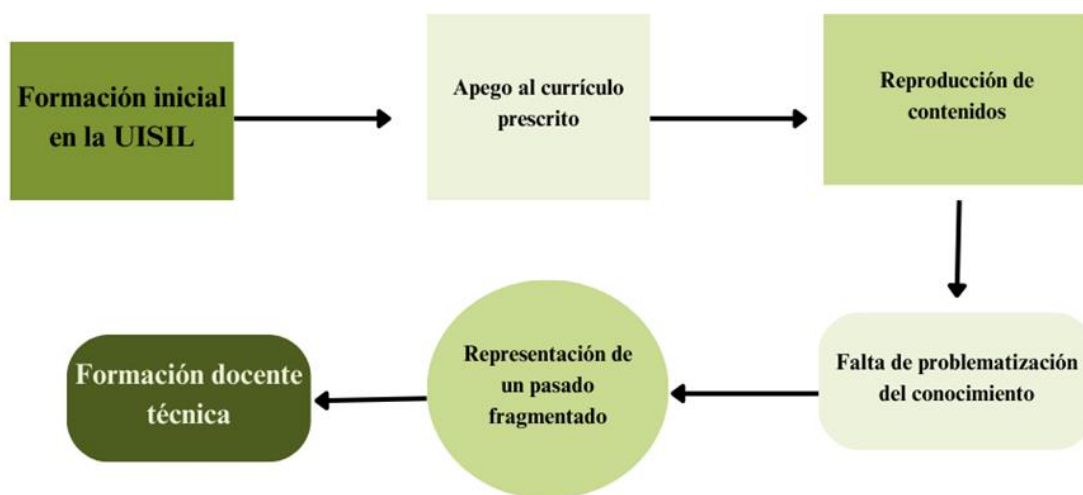 Formación inicial
en la UISIL
Apego al currículo
prescrito
Reproducción de
contenidos
Falta de problematización
del conocimiento
Representación de
un pasado
fragmentado
Formación docente
técnica